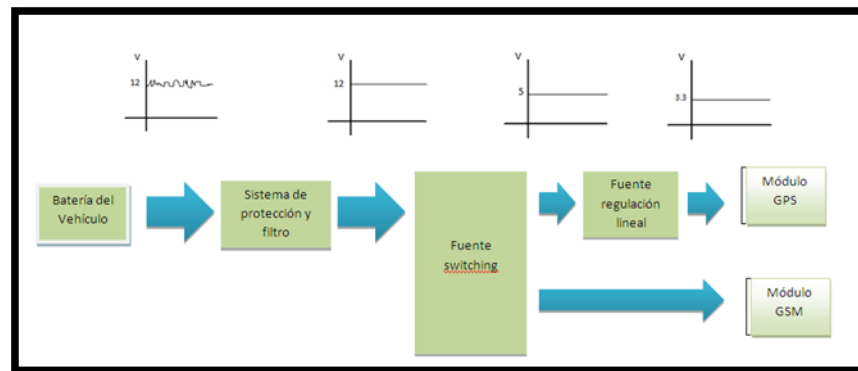 V
12
V
12
V
5
V
3.3
Batería del
Vehículo
Sistema de
protección y
filtro
Fuente
switching
Fuente
regulación
lineal
Módulo
GPS
Módulo
GSM